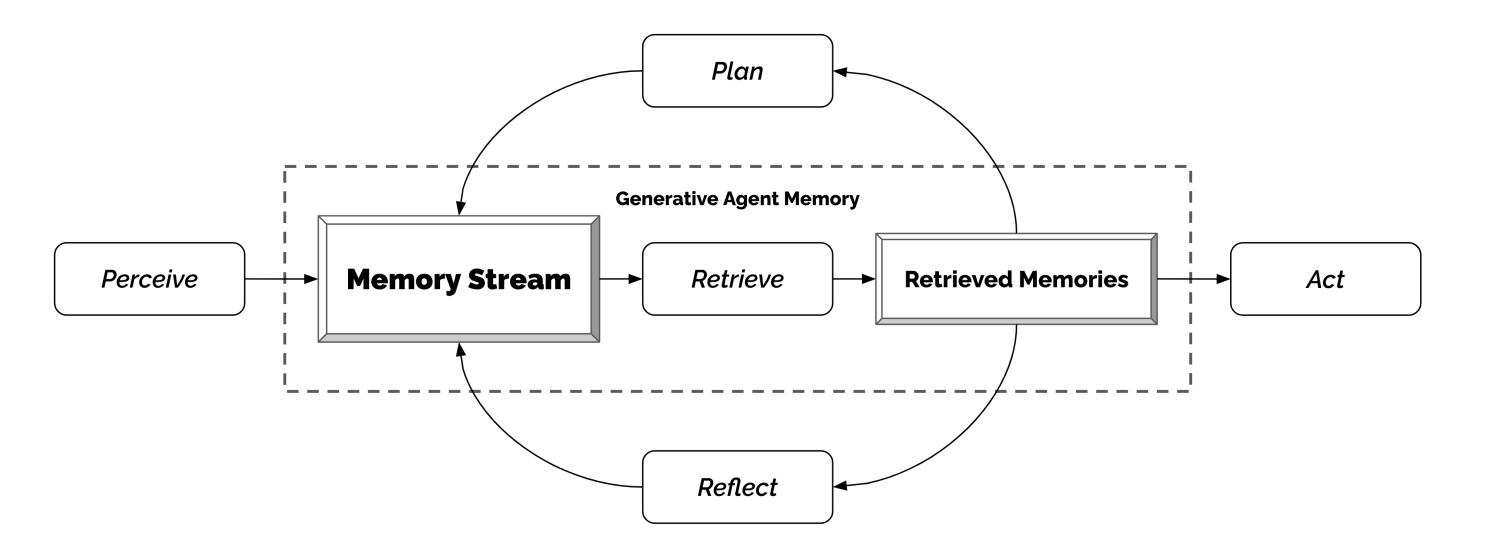 Plan
Generative Agent Memory
Perceive
Memory Stream
Retrieve
Retrieved Memories
Act
Reflect